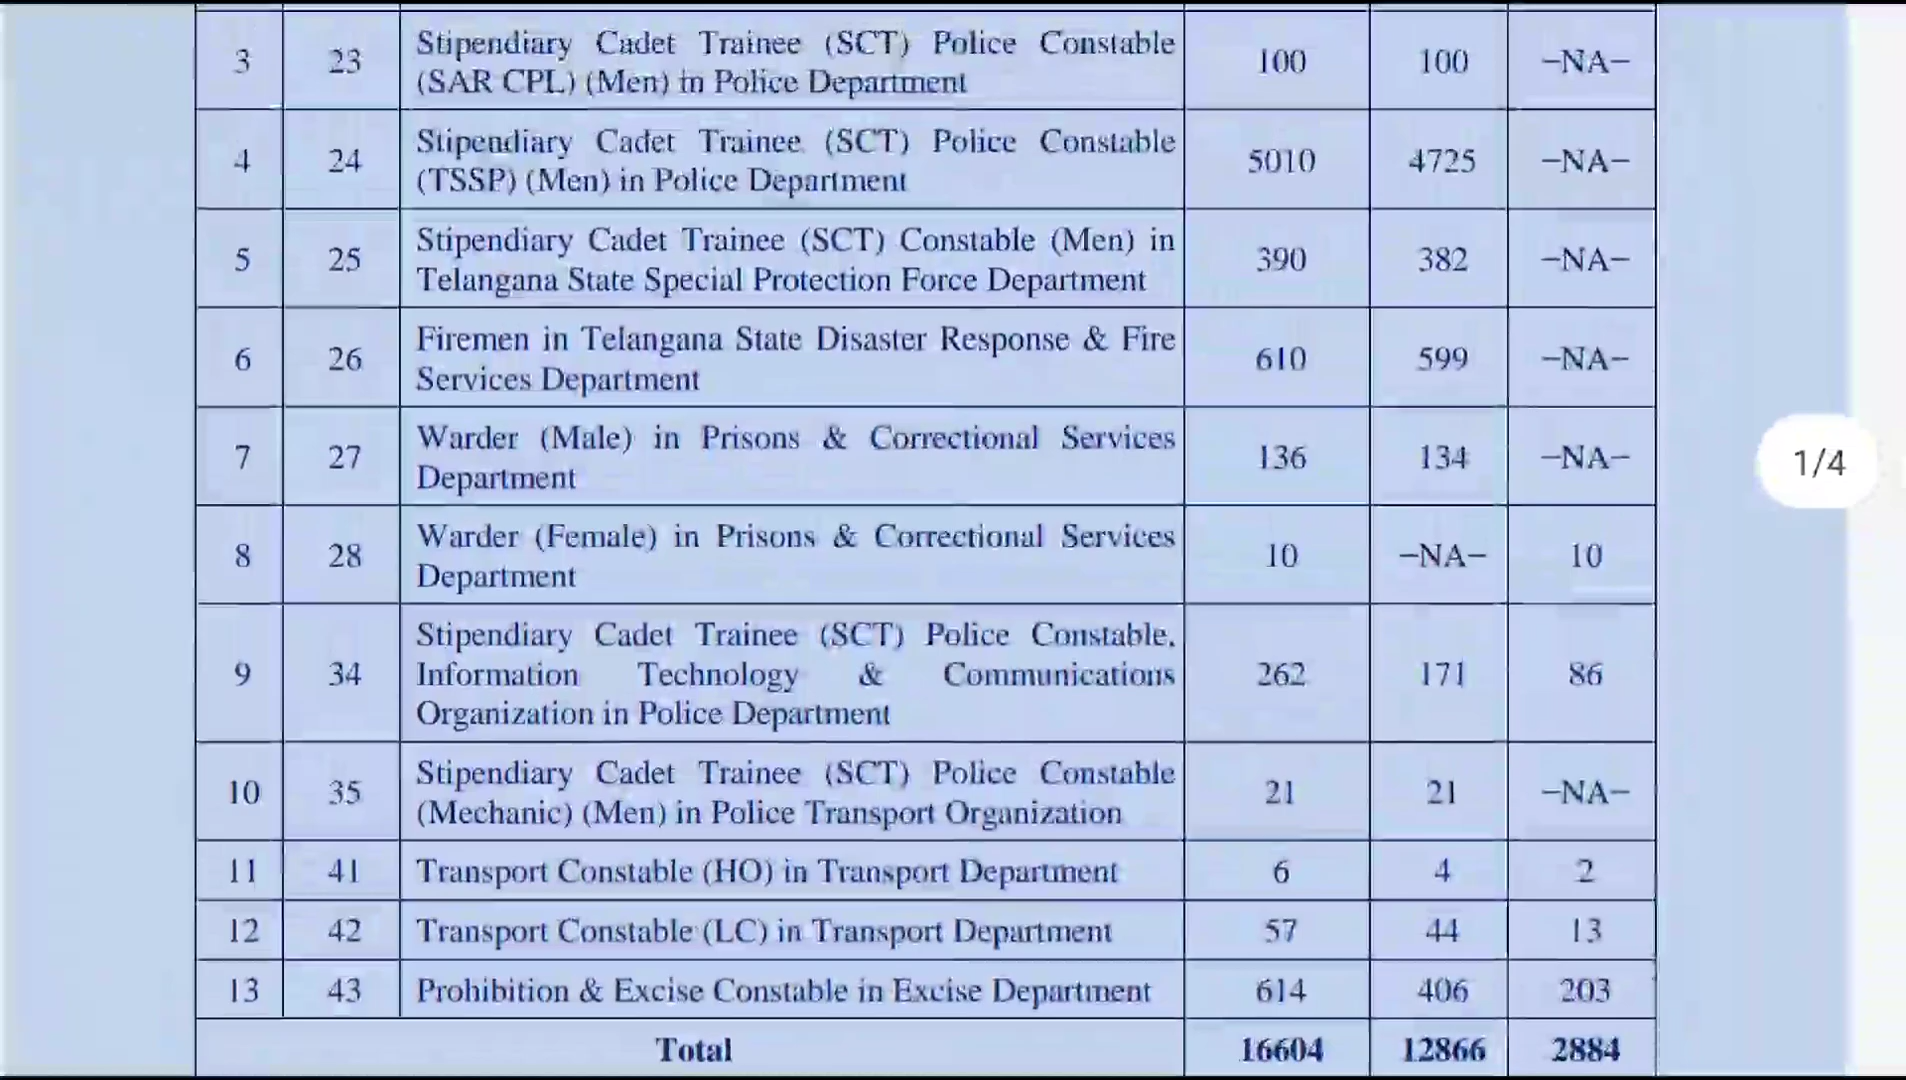 3 23 Stipendiary Cadet Trainee (SCT) Police Constable 100 100 –NA–
(SAR CPL) (Men) in Police Department
4 24 Stipendiary Cadet Trainee (SCT) Police Constable 5010 4725 –NA–
(TSSP) (Men) in Police Department
5 25 Stipendiary Cadet Trainee (SCT) Constable (Men) in 390 382 –NA–
Telangana State Special Protection Force Department
6 26 Firemen in Telangana State Disaster Response & Fire 610 599 –NA–
Services Department
7 27 Warder (Male) in Prisons & Correctional Services 136 134 –NA–
Department
1/4
8 28 Warder (Female) in Prisons & Correctional Services 10 –NA– 10
Department
9 34 Stipendiary Cadet Trainee (SCT) Police Constable, 262 171 86
Information Technology & Communications
Organization in Police Department
10 35 Stipendiary Cadet Trainee (SCT) Police Constable 21 21 –NA–
(Mechanic) (Men) in Police Transport Organization
11 41 Transport Constable (HO) in Transport Department 6 4 2
12 42 Transport Constable (LC) in Transport Department 57 44 13
13 43 Prohibition & Excise Constable in Excise Department 614 406 203
Total 16604 12866 2884